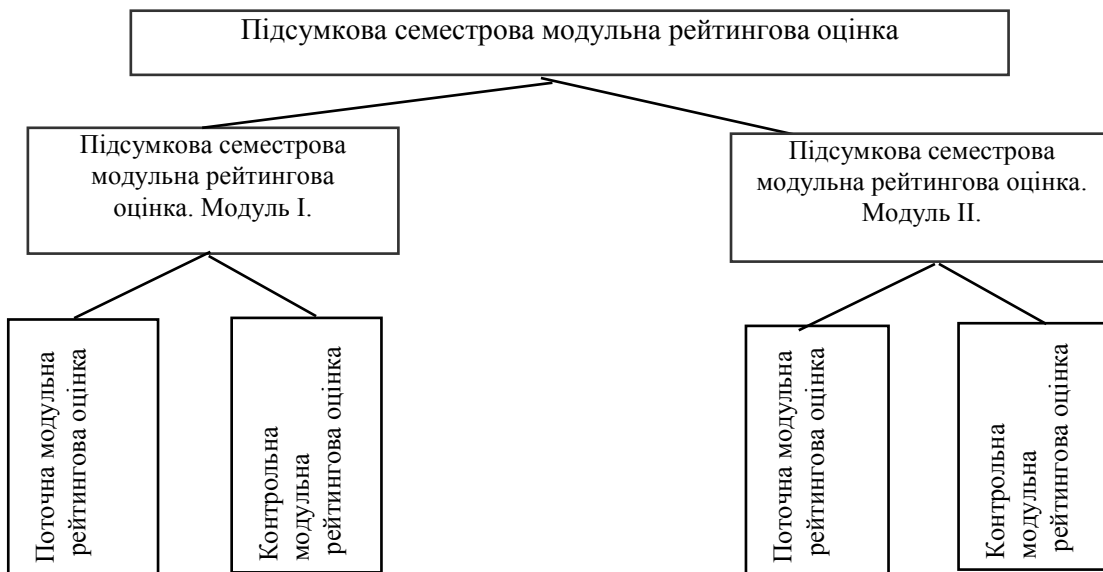 Підсумкова семестрова модульна рейтингова оцінка
Підсумкова семестрова
модульна рейтингова
оцінка. Модуль І.
Підсумкова семестрова
модульна рейтингова оцінка.
Модуль ІІ.
Поточна модульна
рейтингова оцінка
Контрольна
модульна
рейтингова оцінка
Поточна модульна
рейтингова оцінка
Контрольна
модульна
рейтингова оцінка